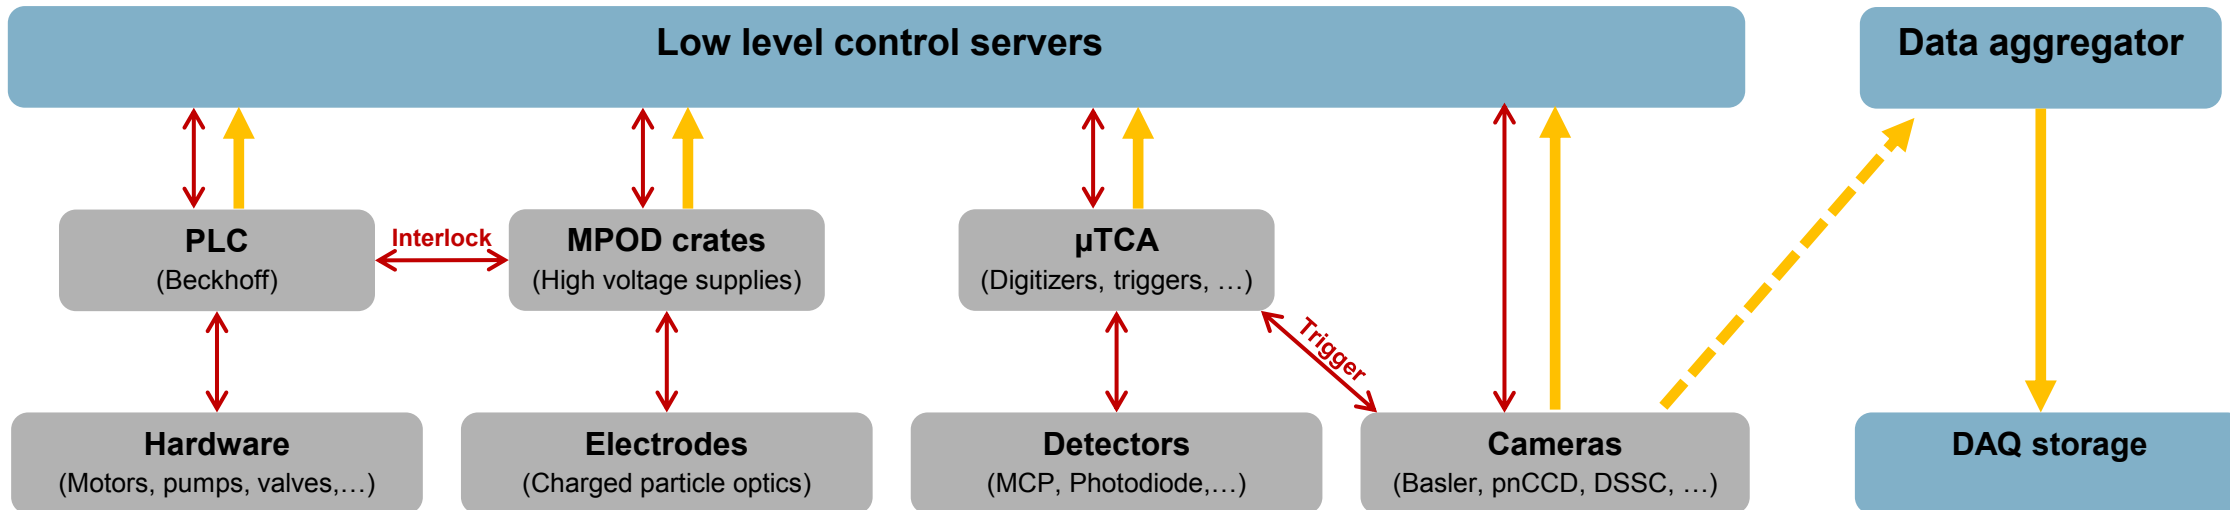 Low level control servers
Data aggregator
PLC
(Beckhoff)
Interlock
MPOD crates
(High voltage supplies)
µTCA
(Digitizers, triggers, …)
Trigger
Hardware
(Motors, pumps, valves,…)
Electrodes
(Charged particle optics)
Detectors
(MCP, Photodiode,…)
Cameras
(Basler, pnCCD, DSSC, …)
DAQ storage